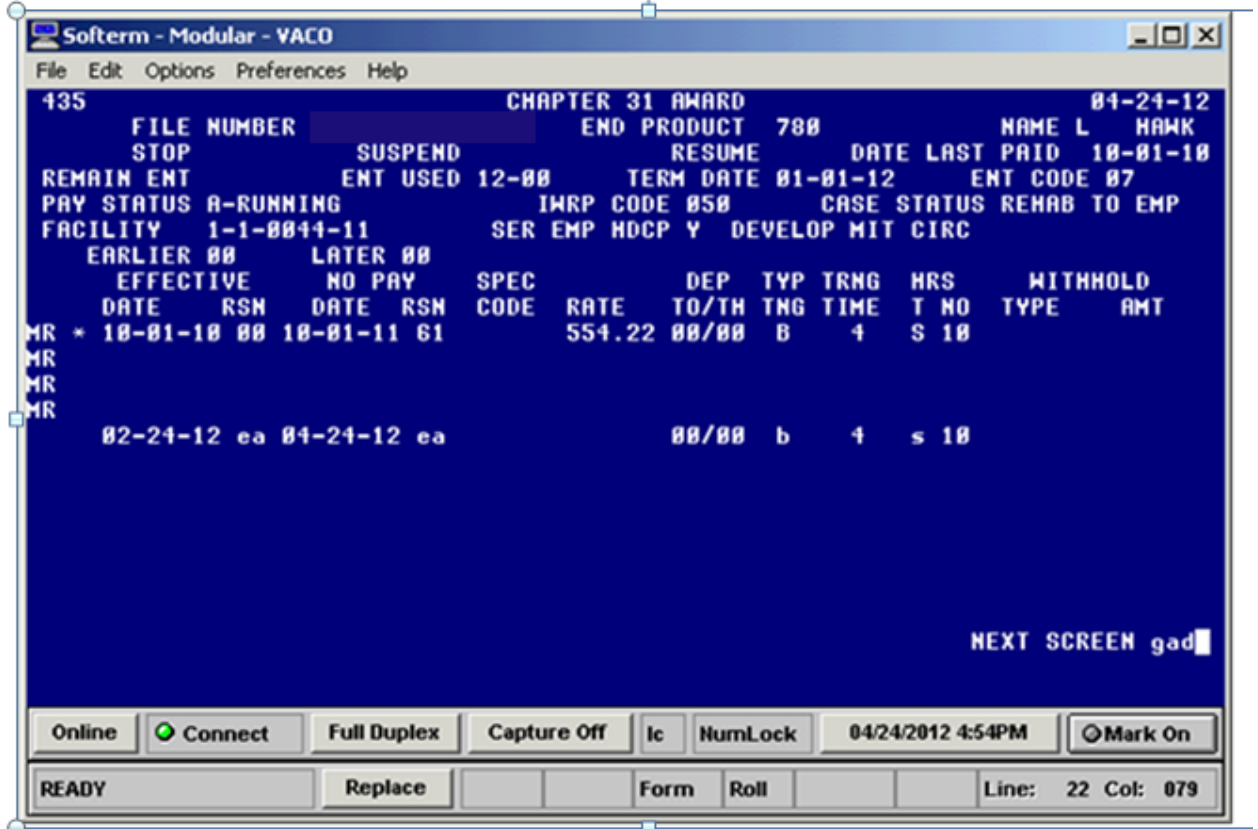 Softerm - Modular - VACO
File Edit Options Preferences Help
435 CHAPTER 31 AWARD 04-24-12
FILE NUMBER END PRODUCT 780 NAME L HAWK
STOP SUSPEND RESUME DATE LAST PAID 10-01-10
REMAIN ENT ENT USED 12-00 TERM DATE 01-01-12 ENT CODE 07
PAY STATUS A-RUNNING IWRP CODE 050 CASE STATUS REHAB TO EMP
FACILITY 1-1-0044-11 SER EMP HDCP Y DEVELOP MIT CIRC
EARLIER 00 LATER 00
EFFECTIVE NO PAY SPEC DEP TYP TRNG HRS WITHHOLD
DATE RSN DATE RSN CODE RATE TO/TH TNG TIME T NO TYPE AMT
MR * 10-01-10 00 10-01-11 61 554.22 00/00 B 4 S 10
MR
MR
MR
02-24-12 ea 04-24-12 ea 00/00 b 4 s 10
NEXT SCREEN gad
Online Connect Full Duplex Capture Off Ic NumLock 04/24/2012 4:54PM Mark On
READY Replace Form Roll Line: 22 Col: 079